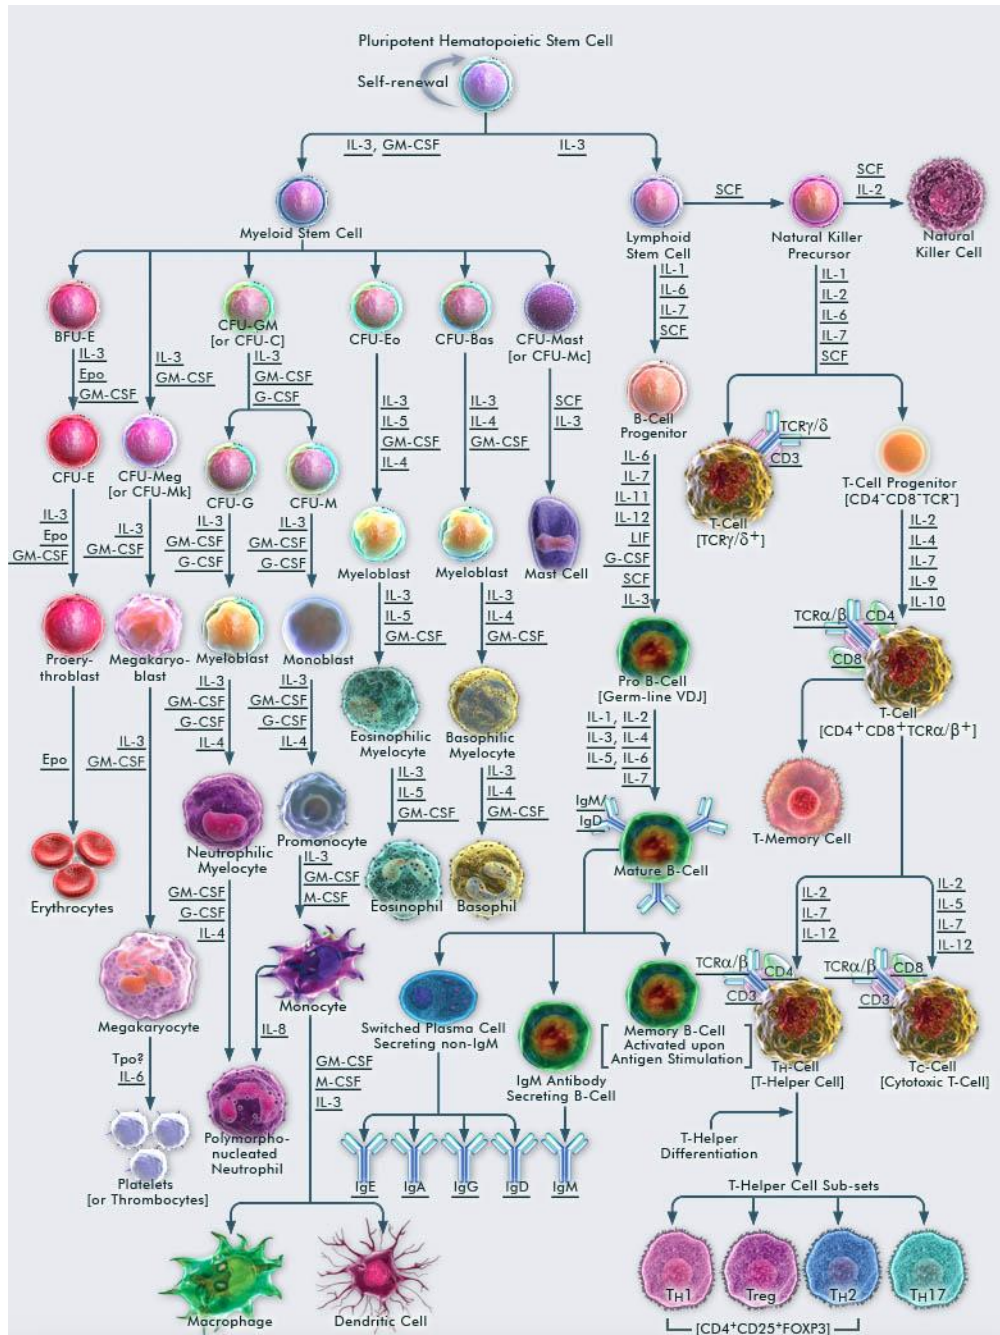 Pluripotent Hematopoietic Stem Cell
Self-renewal
IL-3, GM-CSF
IL-3
Myeloid Stem Cell
Lymphoid
Stem Cell
SCF
Natural Killer
Precursor
SCF
IL-2
Natural
Killer Cell
BFU-E
CFU-GM
[or CFU-C]
CFU-Eo
CFU-Bas
CFU-Mast
[or CFU-Mc]
IL-3
Epo
GM-CSF
IL-3
GM-CSF
IL-3
GM-CSF
G-CSF
IL-3
IL-5
GM-CSF
IL-4
IL-3
IL-4
GM-CSF
SCF
IL-3
IL-1
IL-6
IL-7
SCF
IL-1
IL-2
IL-6
IL-7
SCF
CFU-E
CFU-Meg
[or CFU-Mk]
CFU-G
CFU-M
B-Cell
Progenitor
TCRγ/δ
CD3
T-Cell
[TCRγ/δ+]
T-Cell Progenitor
[CD4-CD8-TCR-]
IL-3
Epo
GM-CSF
IL-3
GM-CSF
IL-3
GM-CSF
G-CSF
IL-3
GM-CSF
G-CSF
Myeloblast
Myeloblast
Mast Cell
IL-6
IL-7
IL-11
IL-12
LIF
G-CSF
SCF
IL-3
IL-2
IL-4
IL-7
IL-9
IL-10
Proery-
throblast
Megakaryo-
blast
Myeloblast
Monoblast
IL-3
IL-5
GM-CSF
IL-3
IL-4
GM-CSF
Pro B-Cell
[Germ-line VDJ]
TCRα/β
CD4
CD8
T-Cell
[CD4+CD8+TCRα/β+]
Epo
IL-3
GM-CSF
IL-3
GM-CSF
G-CSF
IL-4
IL-3
GM-CSF
G-CSF
IL-4
Eosinophilic
Myelocyte
Basophilic
Myelocyte
IL-1, IL-2
IL-3, IL-4
IL-5, IL-6
IL-7
T-Memory Cell
Erythrocytes
Neutrophilic
Myelocyte
Promonocyte
IL-3
IL-5
GM-CSF
IL-3
IL-4
GM-CSF
IgM/
IgD
Mature B-Cell
GM-CSF
G-CSF
IL-4
IL-3
GM-CSF
M-CSF
Eosinophil
Basophil
IL-2
IL-7
IL-12
IL-2
IL-5
IL-7
IL-12
Megakaryocyte
Monocyte
Switched Plasma Cell
Secreting non-IgM
IgM Antibody
Secreting B-Cell
Memory B-Cell
Activated upon
Antigen Stimulation
TCRα/β
CD4
CD3
TH-Cell
[T-Helper Cell]
TCRα/β
CD8
CD3
TC-Cell
[Cytotoxic T-Cell]
Tpo?
IL-6
IL-8
GM-CSF
M-CSF
IL-3
Platelets
[or Thrombocytes]
Polymorpho-
nucleated
Neutrophil
IgE
IgA
IgG
IgD
IgM
T-Helper
Differentiation
T-Helper Cell Sub-sets
Macrophage
Dendritic Cell
TH1
Treg
TH2
TH17
[CD4+CD25+FOXP3]